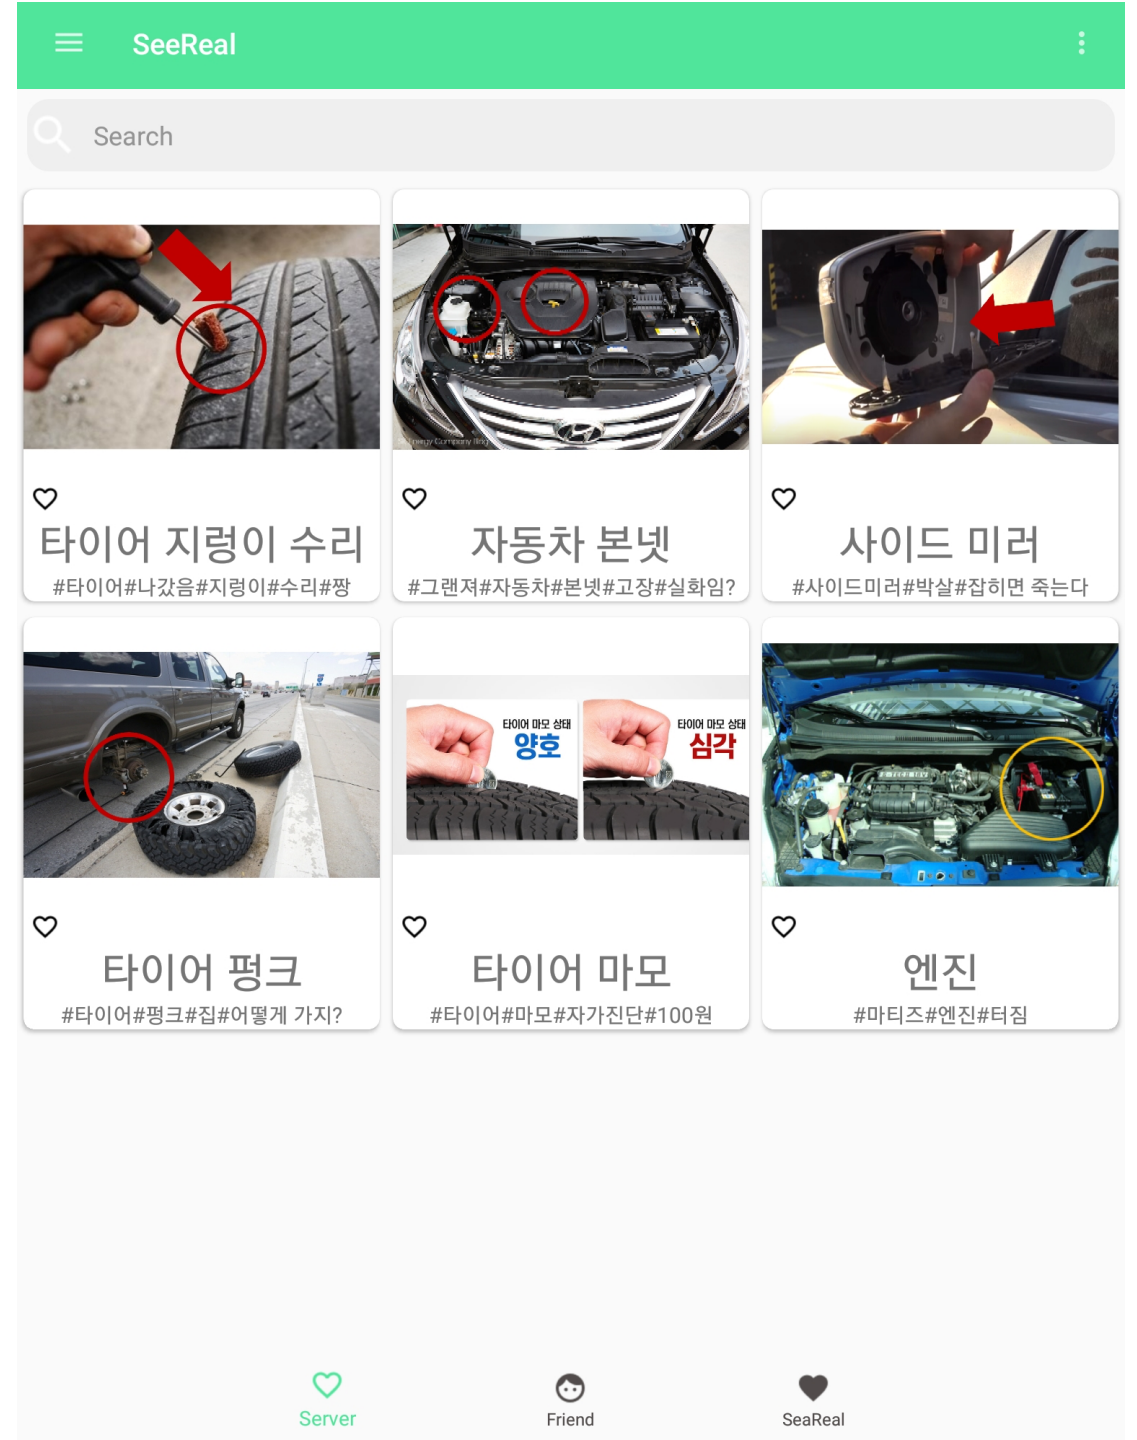 SeeReal
Search
SK Energy Company Blog
타이어 지렁이 수리
#타이어#나갔음#지렁이#수리#짱
자동차 본넷
#그랜져#자동차#본넷#고장#실화임?
사이드 미러
#사이드미러#박살#잡히면 죽는다
타이어 펑크
#타이어#펑크#집#어떻게 가지?
타이어 마모 상태
양호
타이어 마모 상태
심각
타이어 마모
#타이어#마모#자가진단#100원
엔진
#마티즈#엔진#터짐
Server
Friend
SeaReal